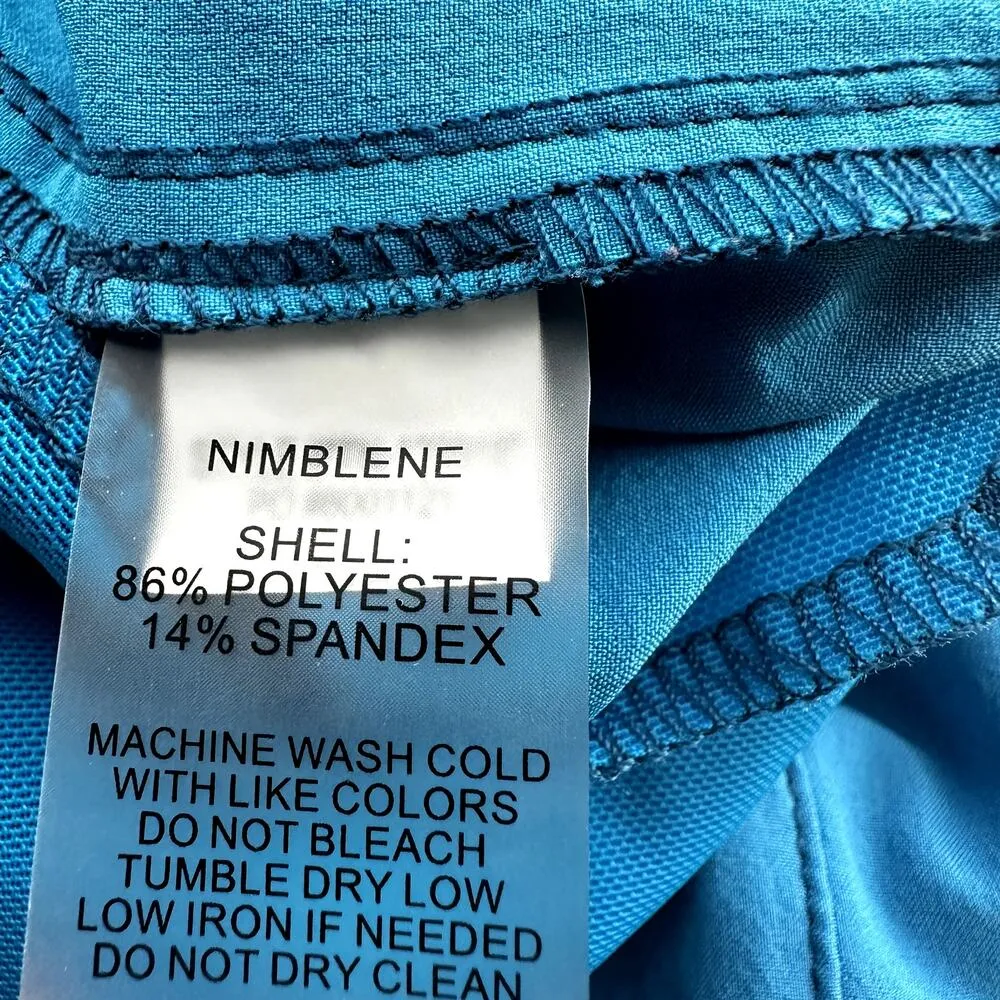 NIMBLENE
SHELL:
86% POLYESTER
14% SPANDEX
MACHINE WASH COLD
WITH LIKE COLORS
DO NOT BLEACH
TUMBLE DRY LOW
LOW IRON IF NEEDED
DO NOT DRY CLEAN